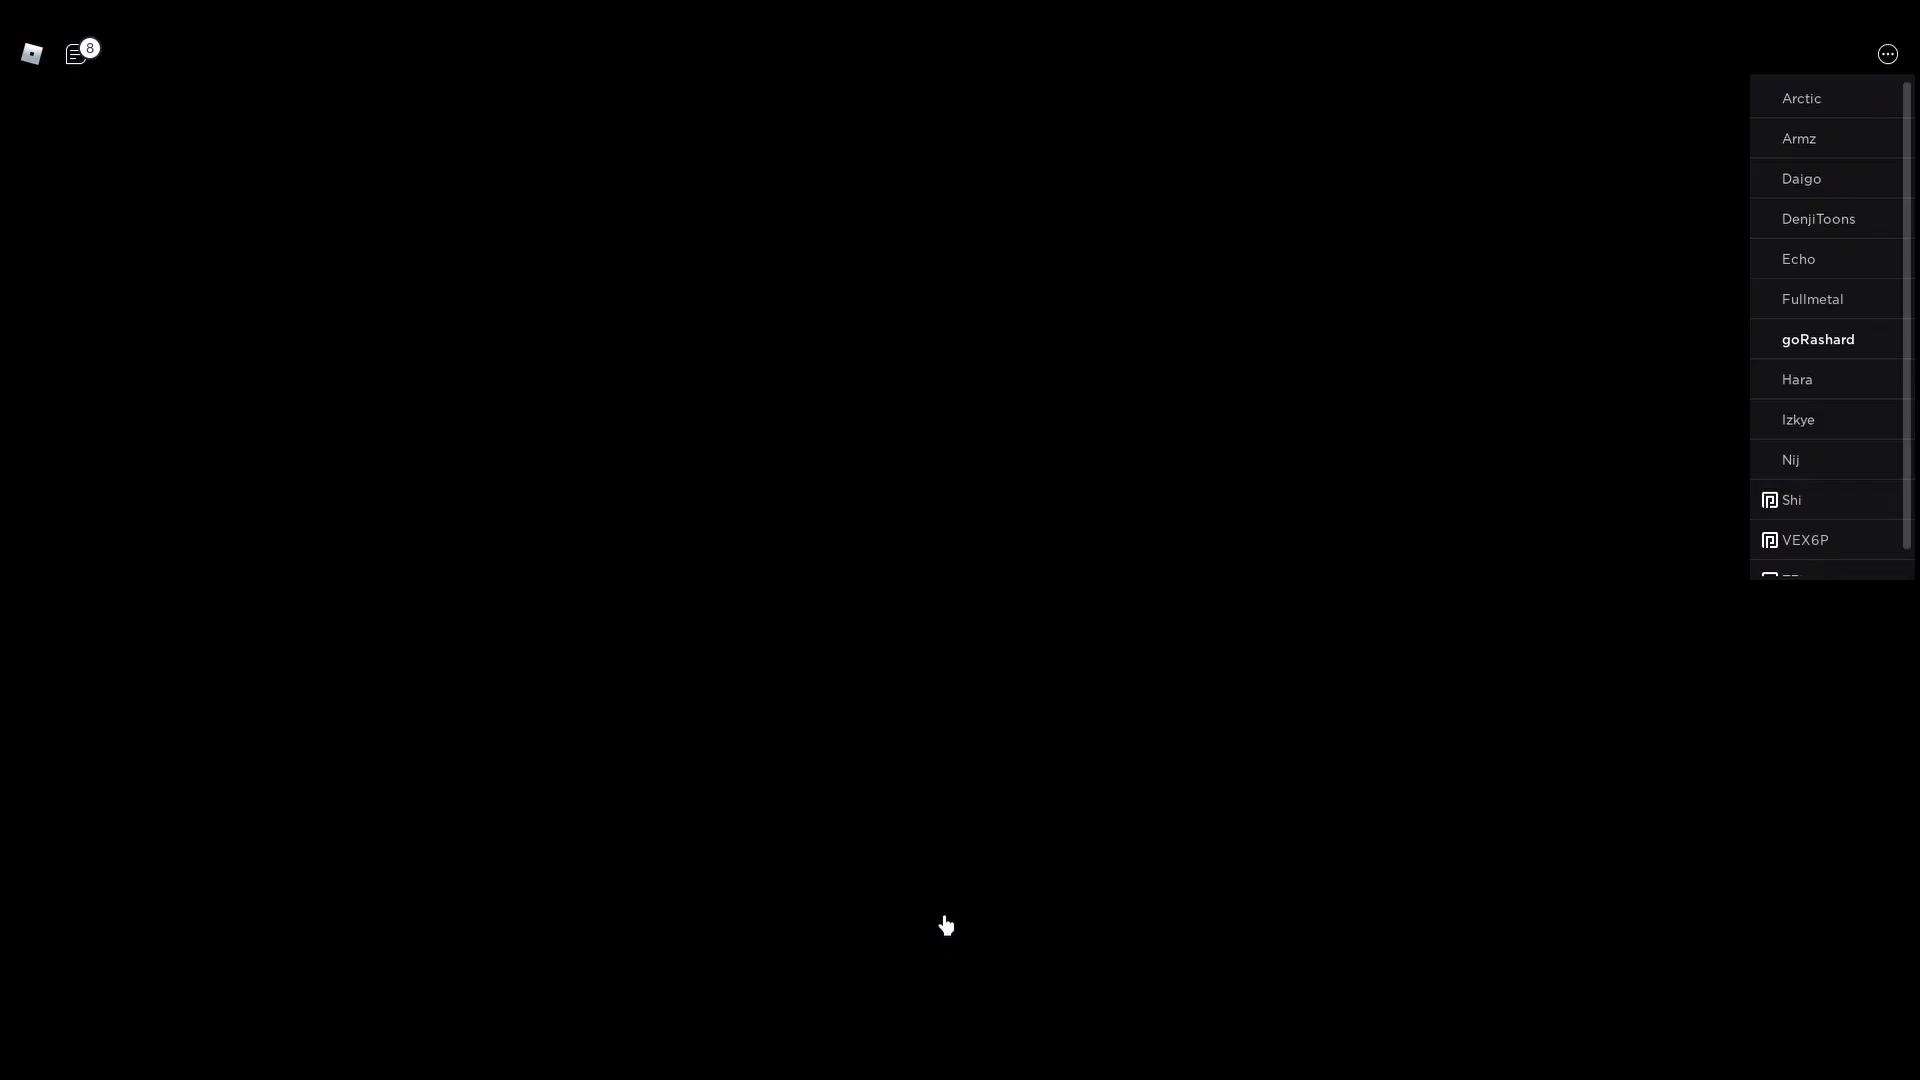 8
Arctic
Armz
Daigo
DenjiToons
Echo
Fullmetal
goRashard
Hara
Izkye
Nij
Shi
VEX6P